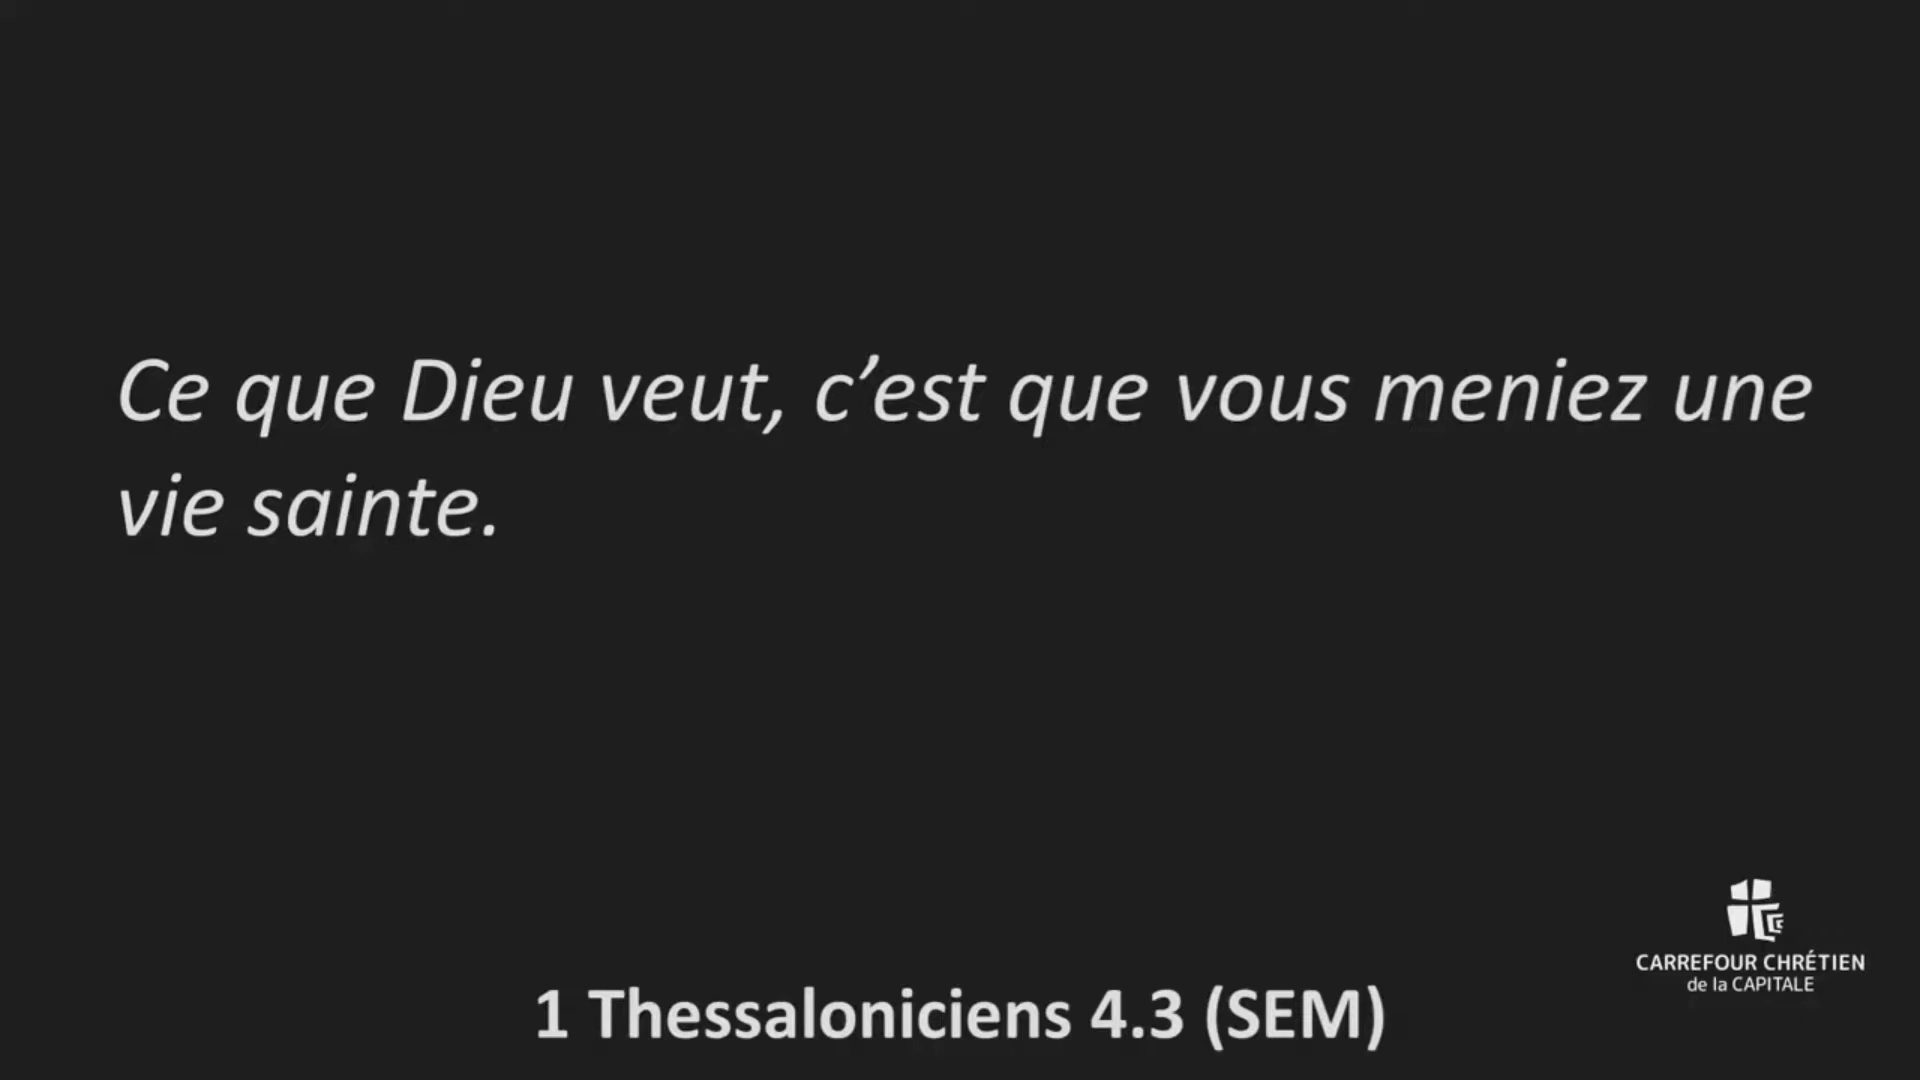 Ce que Dieu veut, c’est que vous meniez une
vie sainte.
CARREFOUR CHRÉTIEN
de la CAPITALE
1 Thessaloniciens 4.3 (SEM)